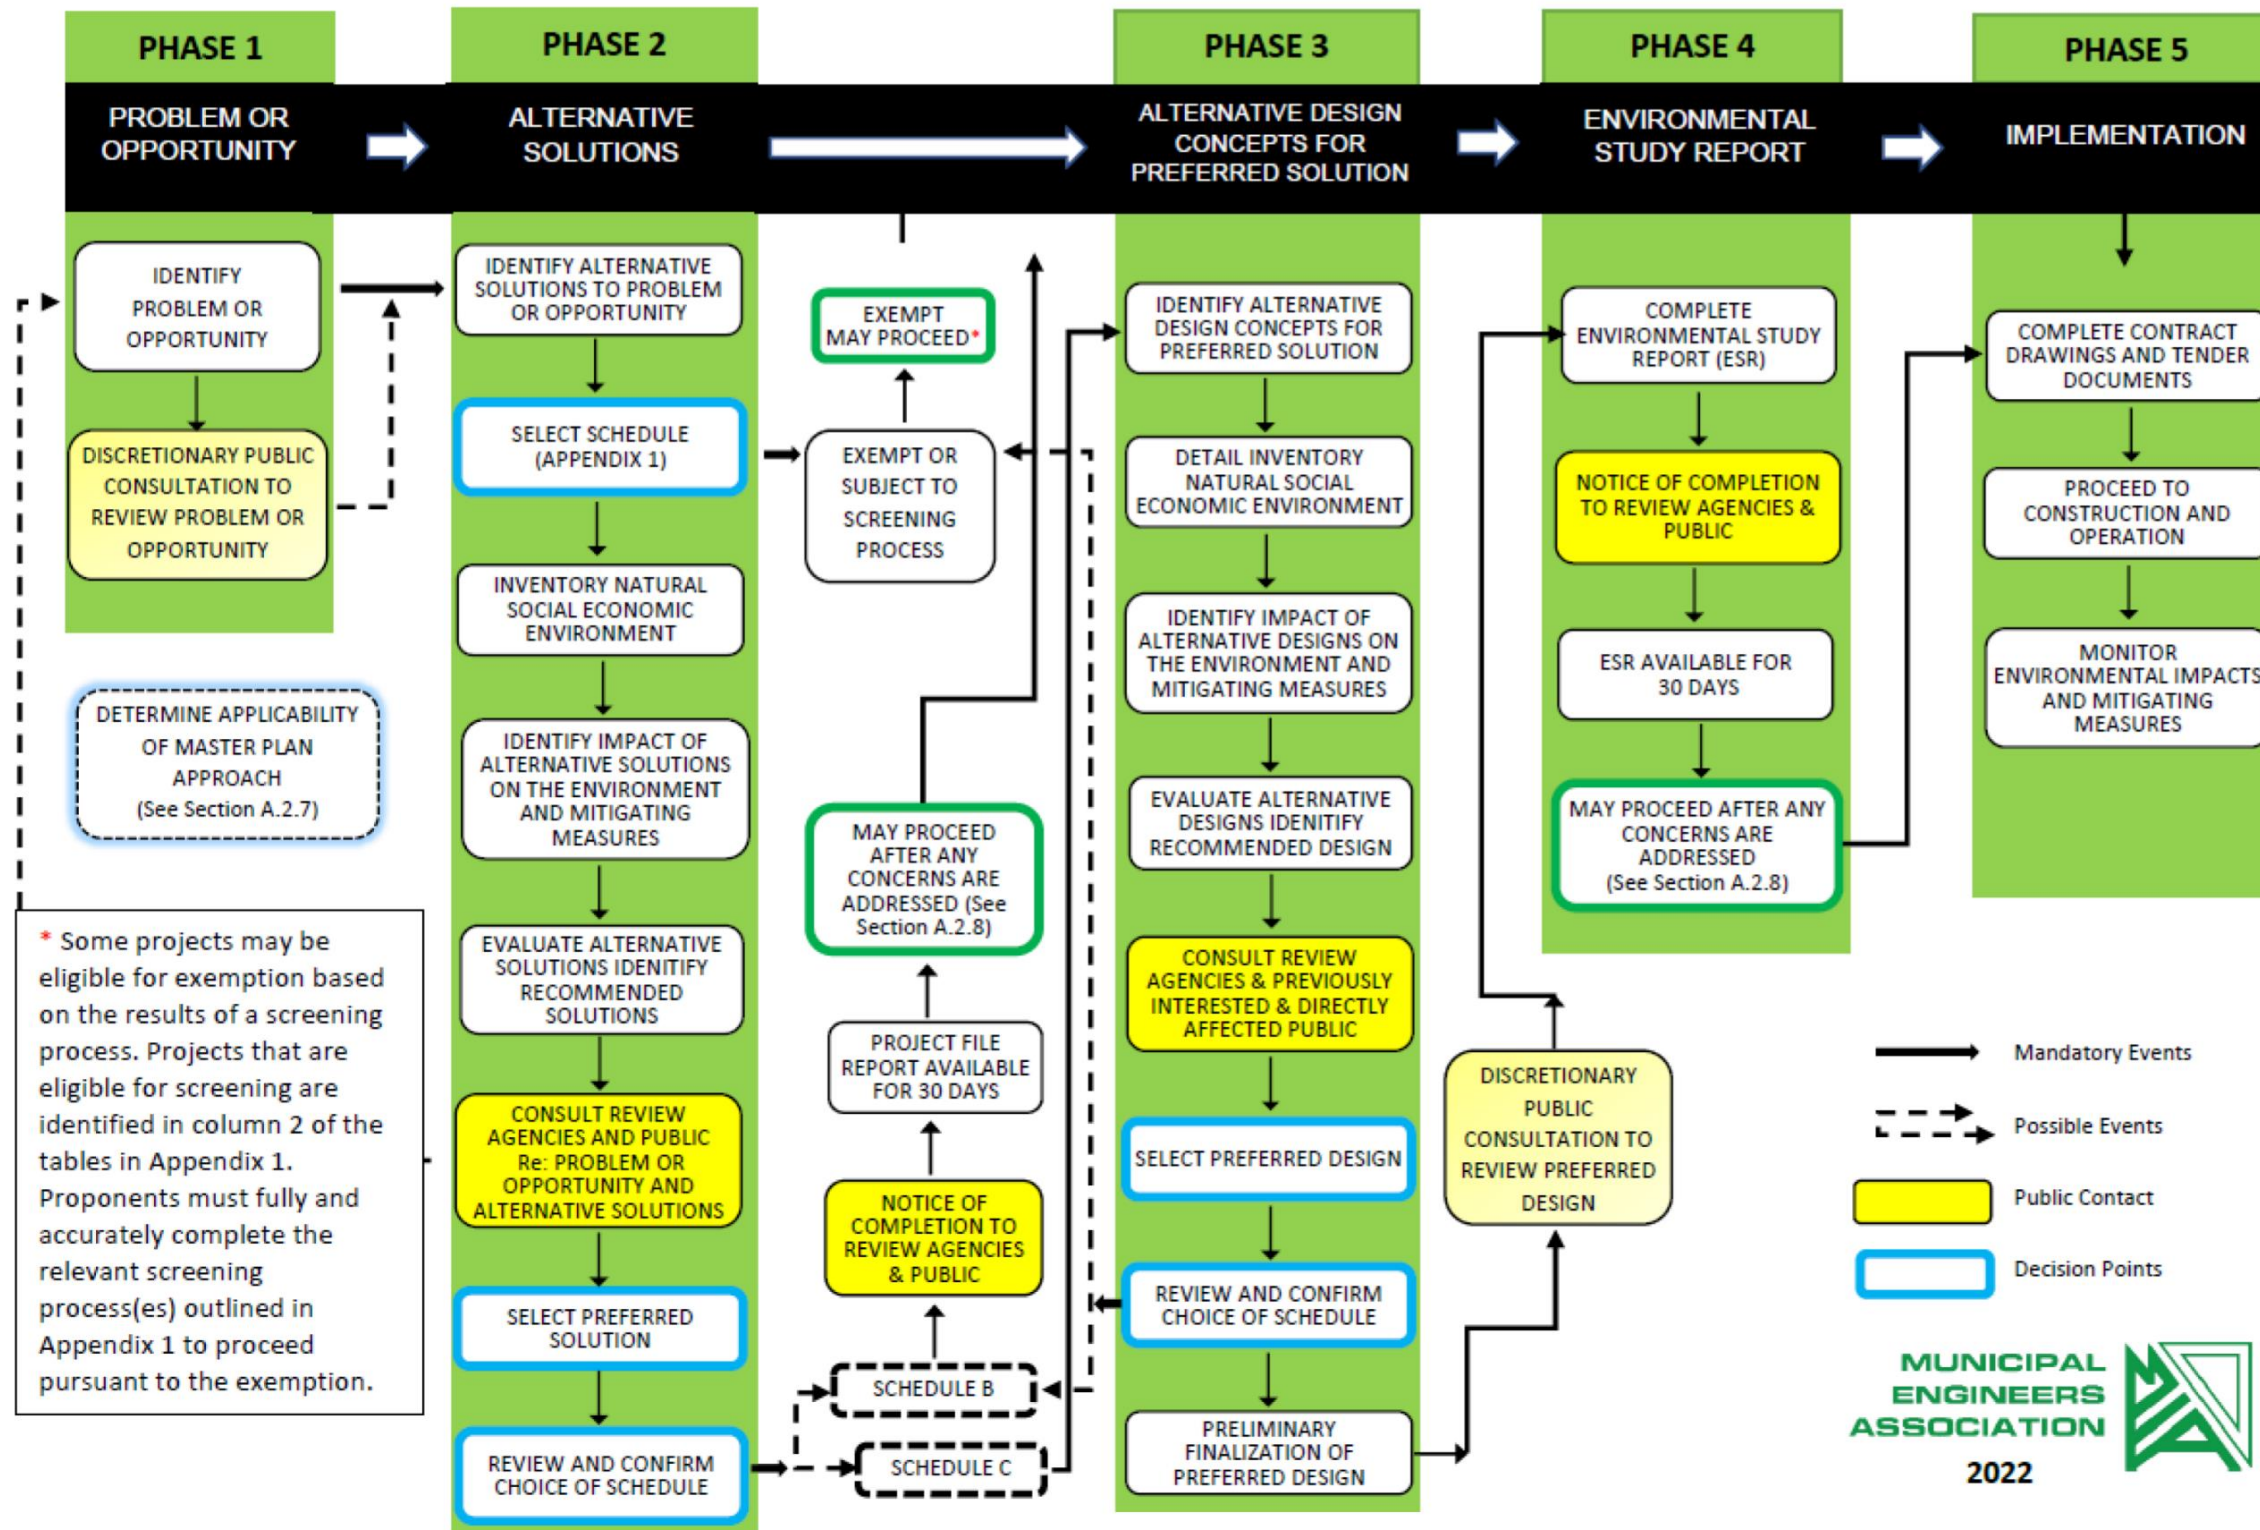 PHASE 1
PROBLEM OR
OPPORTUNITY
IDENTIFY
PROBLEM OR
OPPORTUNITY
DISCRETIONARY PUBLIC
CONSULTATION TO
REVIEW PROBLEM OR
OPPORTUNITY
DETERMINE APPLICABILITY
OF MASTER PLAN
APPROACH
(See Section A.2.7)
* Some projects may be
eligible for exemption based
on the results of a screening
process. Projects that are
eligible for screening are
identified in column 2 of the
tables in Appendix 1.
Proponents must fully and
accurately complete the
relevant screening
process(es) outlined in
Appendix 1 to proceed
pursuant to the exemption.
PHASE 2
ALTERNATIVE
SOLUTIONS
IDENTIFY ALTERNATIVE
SOLUTIONS TO PROBLEM
OR OPPORTUNITY
SELECT SCHEDULE
(APPENDIX 1)
INVENTORY NATURAL
SOCIAL ECONOMIC
ENVIRONMENT
IDENTIFY IMPACT OF
ALTERNATIVE SOLUTIONS
ON THE ENVIRONMENT
AND MITIGATING
MEASURES
EVALUATE ALTERNATIVE
SOLUTIONS IDENITIFY
RECOMMENDED
SOLUTIONS
CONSULT REVIEW
AGENCIES AND PUBLIC
Re: PROBLEM OR
OPPORTUNITY AND
ALTERNATIVE SOLUTIONS
SELECT PREFERRED
SOLUTION
REVIEW AND CONFIRM
CHOICE OF SCHEDULE
EXEMPT
MAY PROCEED*
EXEMPT OR
SUBJECT TO
SCREENING
PROCESS
MAY PROCEED
AFTER ANY
CONCERNS ARE
ADDRESSED (See
Section A.2.8)
PROJECT FILE
REPORT AVAILABLE
FOR 30 DAYS
NOTICE OF
COMPLETION TO
REVIEW AGENCIES
& PUBLIC
SCHEDULE B
SCHEDULE C
PHASE 3
ALTERNATIVE DESIGN
CONCEPTS FOR
PREFERRED SOLUTION
IDENTIFY ALTERNATIVE
DESIGN CONCEPTS FOR
PREFERRED SOLUTION
DETAIL INVENTORY
NATURAL SOCIAL
ECONOMIC ENVIRONMENT
IDENTIFY IMPACT OF
ALTERNATIVE DESIGNS ON
THE ENVIRONMENT AND
MITIGATING MEASURES
EVALUATE ALTERNATIVE
DESIGNS IDENITIFY
RECOMMENDED DESIGN
CONSULT REVIEW
AGENCIES & PREVIOUSLY
INTERESTED & DIRECTLY
AFFECTED PUBLIC
SELECT PREFERRED DESIGN
REVIEW AND CONFIRM
CHOICE OF SCHEDULE
PRELIMINARY
FINALIZATION OF
PREFERRED DESIGN
DISCRETIONARY
PUBLIC
CONSULTATION TO
REVIEW PREFERRED
DESIGN
PHASE 4
ENVIRONMENTAL
STUDY REPORT
COMPLETE
ENVIRONMENTAL STUDY
REPORT (ESR)
NOTICE OF COMPLETION
TO REVIEW AGENCIES &
PUBLIC
ESR AVAILABLE FOR
30 DAYS
MAY PROCEED AFTER ANY
CONCERNS ARE
ADDRESSED
(See Section A.2.8)
PHASE 5
IMPLEMENTATION
COMPLETE CONTRACT
DRAWINGS AND TENDER
DOCUMENTS
PROCEED TO
CONSTRUCTION AND
OPERATION
MONITOR
ENVIRONMENTAL IMPACTS
AND MITIGATING
MEASURES
Mandatory Events
Possible Events
Public Contact
Decision Points
MUNICIPAL
ENGINEERS
ASSOCIATION
2022